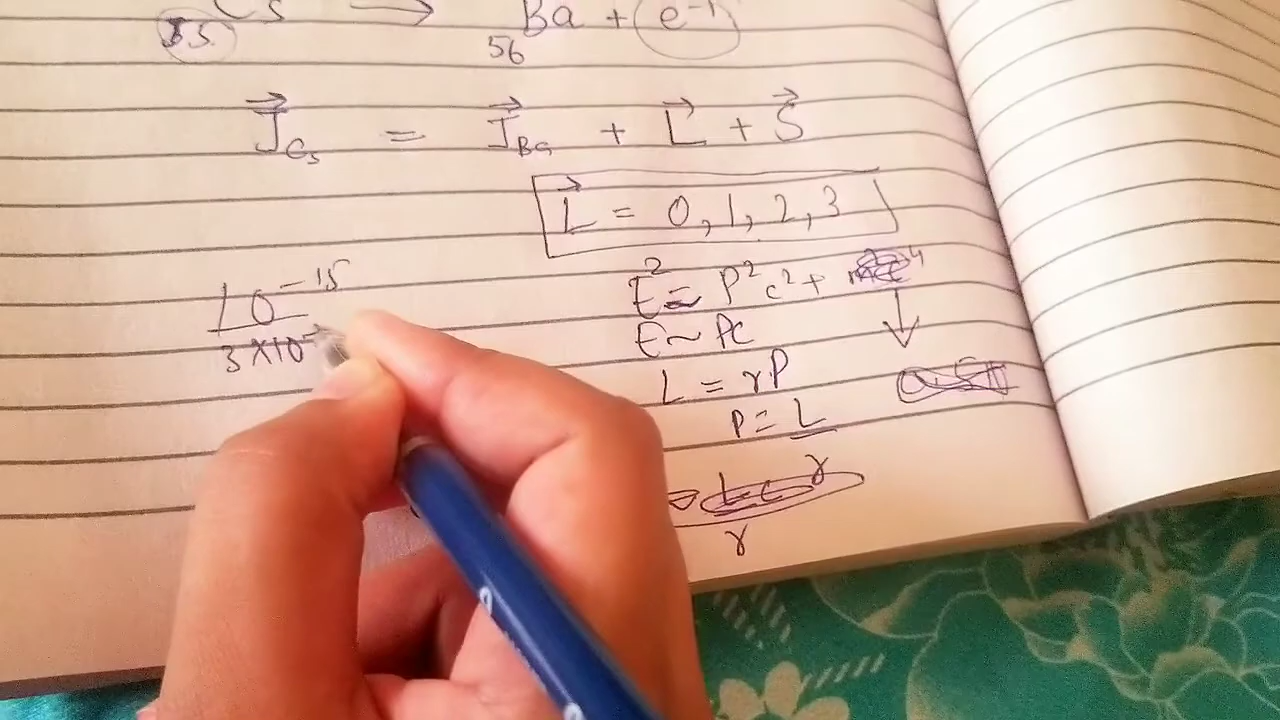 Cs → Ba + e⁻¹
55 56
J⃗Cs = J⃗Ba + L⃗ + S⃗
L⃗ = 0, 1, 2, 3
E² = P²c² +
10⁻¹⁵
E ~ PC
3×10
L = rP
P = L
r
r